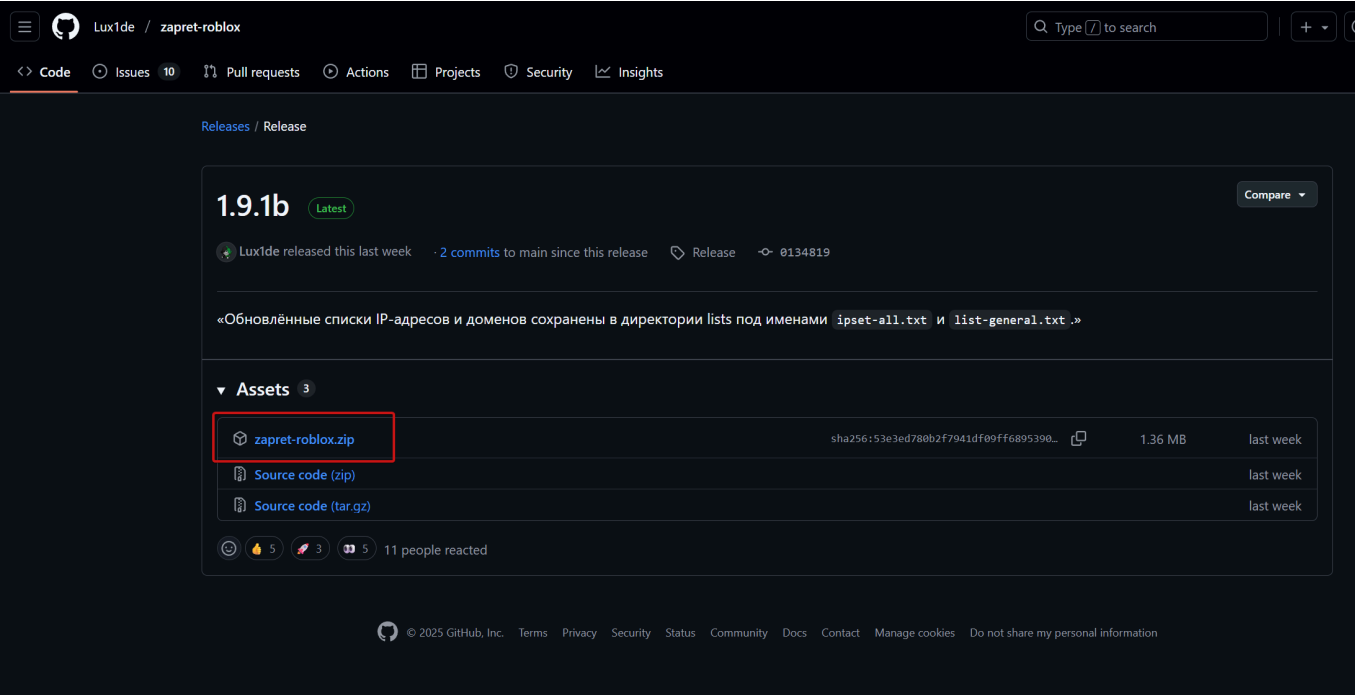 Lux1de / zapret-roblox
Type / to search
Code Issues 10 Pull requests Actions Projects Security Insights
Releases / Release
1.9.1b Latest
Compare
Lux1de released this last week · 2 commits to main since this release Release 0134819
«Обновлённые списки IP-адресов и доменов сохранены в директории lists под именами ipset-all.txt и list-general.txt.»
Assets 3
zapret-roblox.zip sha256:53e3ed780b2f7941df09ff6895390… 1.36 MB last week
Source code (zip) last week
Source code (tar.gz) last week
5 3 5 11 people reacted
© 2025 GitHub, Inc. Terms Privacy Security Status Community Docs Contact Manage cookies Do not share my personal information